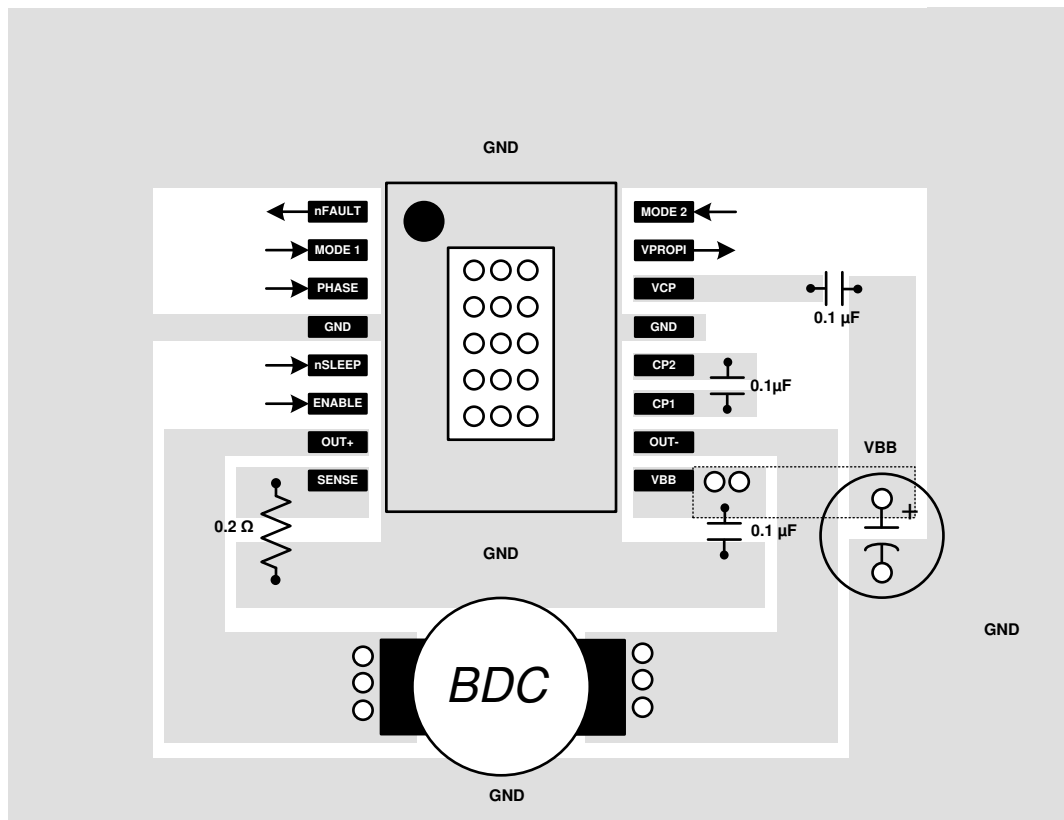 GND
nFAULT
MODE 2
MODE 1
VPROPI
PHASE
VCP
0.1 µF
GND
GND
nSLEEP
CP2
0.1µF
ENABLE
CP1
OUT+
OUT-
VBB
SENSE
VBB
+
0.2 Ω
0.1 µF
GND
GND
BDC
GND